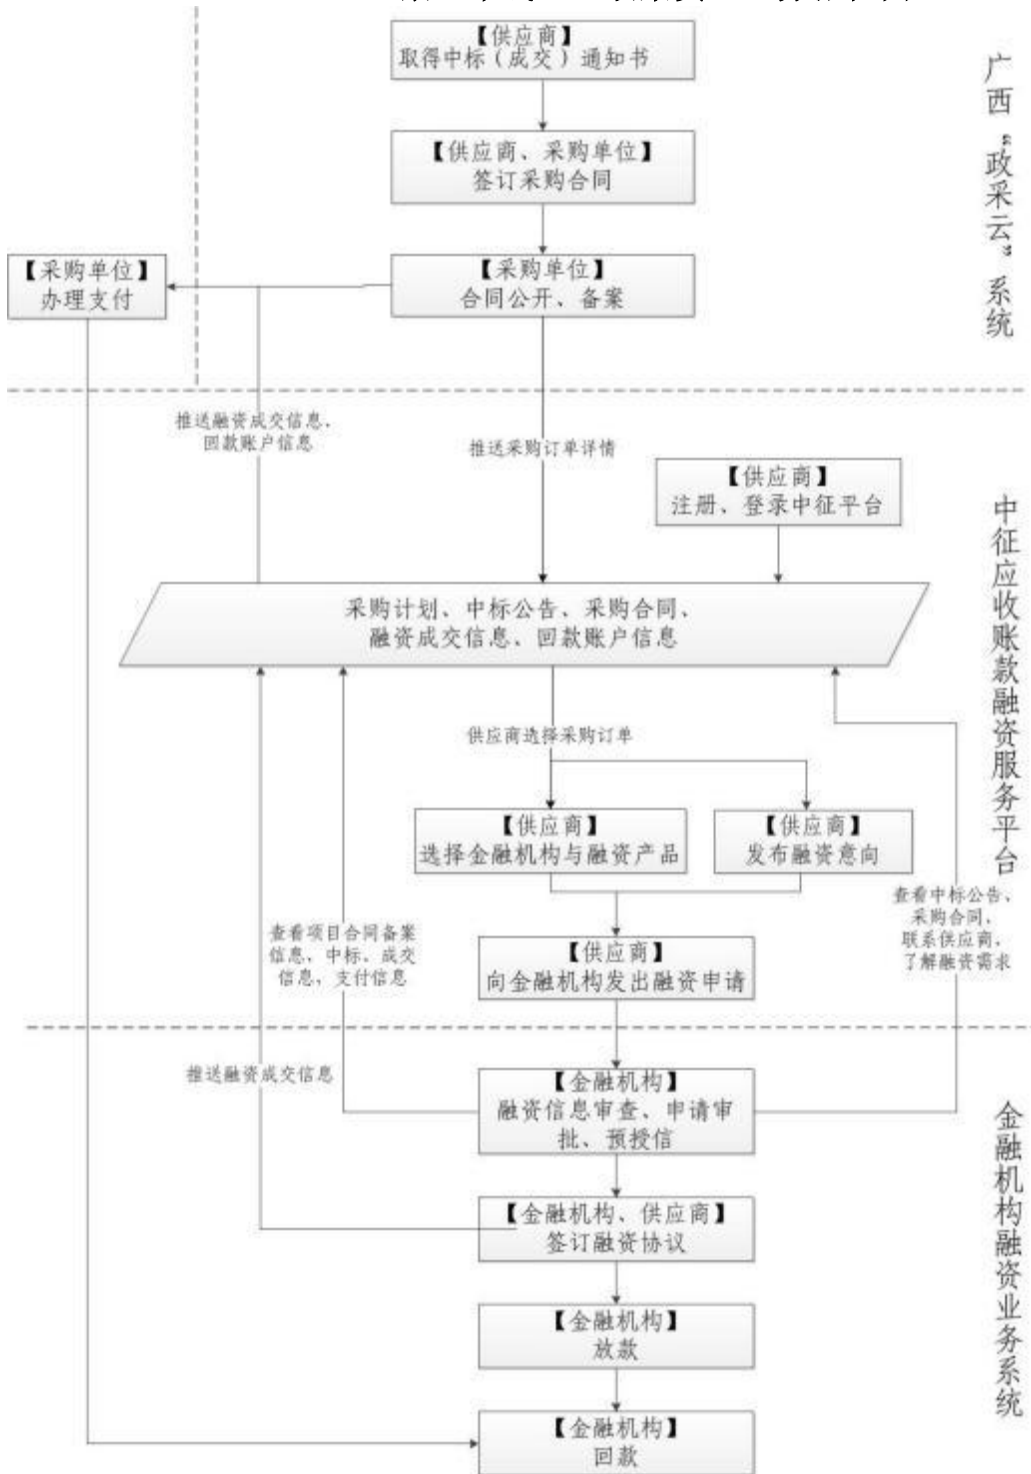 【供应商】
取得中标（成交）通知书
【供应商、采购单位】
签订采购合同
【采购单位】
合同公开、备案
【采购单位】
办理支付
广西“政采云”系统
推送融资成交信息、
回款账户信息
推送采购订单详情
【供应商】
注册、登录中征平台
采购计划、中标公告、采购合同、
融资成交信息、回款账户信息
中征应收账款融资服务平台
供应商选择采购订单
【供应商】
选择金融机构与融资产品
【供应商】
发布融资意向
查看中标公告、
采购合同、
联系供应商、
了解融资需求
查看项目合同备案
信息、中标、成交
信息，支付信息
【供应商】
向金融机构发出融资申请
推送融资成交信息
【金融机构】
融资信息审查、申请审
批、预授信
【金融机构、供应商】
签订融资协议
【金融机构】
放款
【金融机构】
回款
金融机构融资业务系统